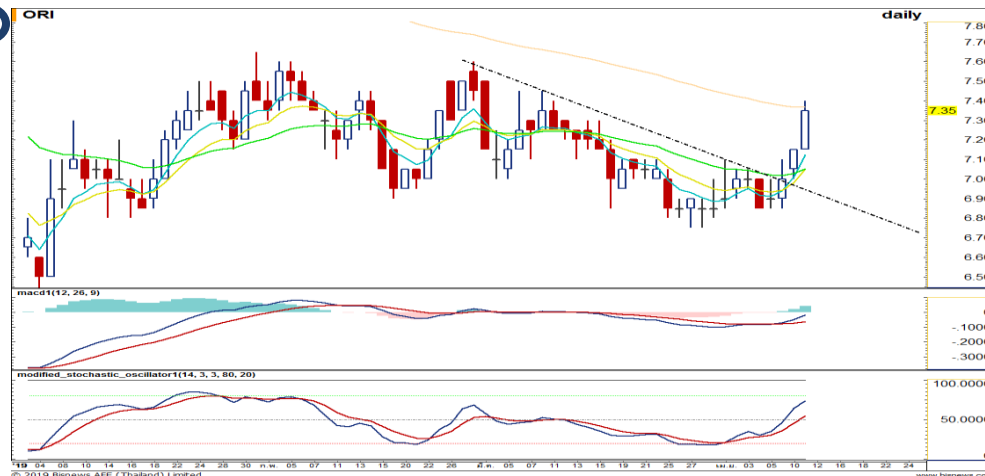 ORI
daily
7.80
7.70
7.60
7.50
7.40
7.35
7.30
7.20
7.10
7.00
6.90
6.80
6.70
6.60
6.50
macd1(12, 26, 9)
-.1000
-.2000
-.3000
modified_stochastic_oscillator1(14, 3, 3, 80, 20)
100.0000
50.0000
'19 04 08 10 14 16 18 22 24 28 30 ก.พ. 05 07 11 13 15 20 22 26 28 มี.ค. 05 07 11 13 15 19 21 25 27 เม.ย. 03 05 10 12 16 18 22 24
© 2019 Bisnews AFE (Thailand) Limited
www.bisnews.com